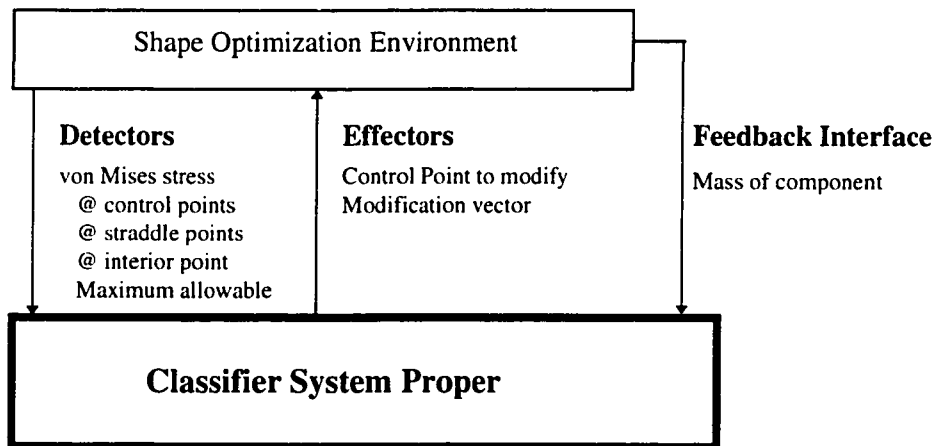 Shape Optimization Environment
Detectors
von Mises stress
@ control points
@ straddle points
@ interior point
Maximum allowable
Effectors
Control Point to modify
Modification vector
Feedback Interface
Mass of component
Classifier System Proper